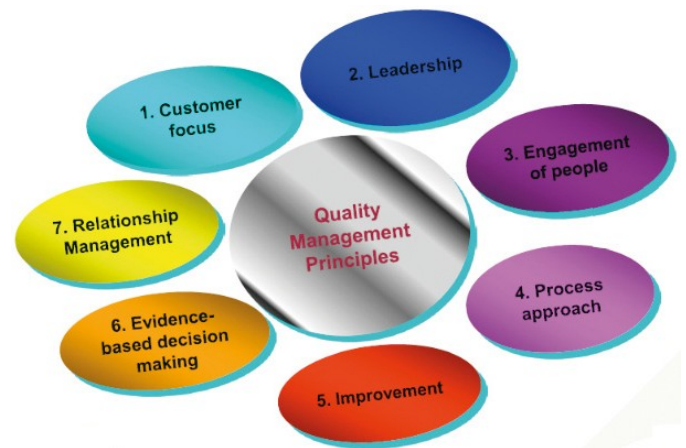 Quality
Management
Principles
1. Customer
focus
2. Leadership
3. Engagement
of people
4. Process
approach
5. Improvement
6. Evidence-
based decision
making
7. Relationship
Management